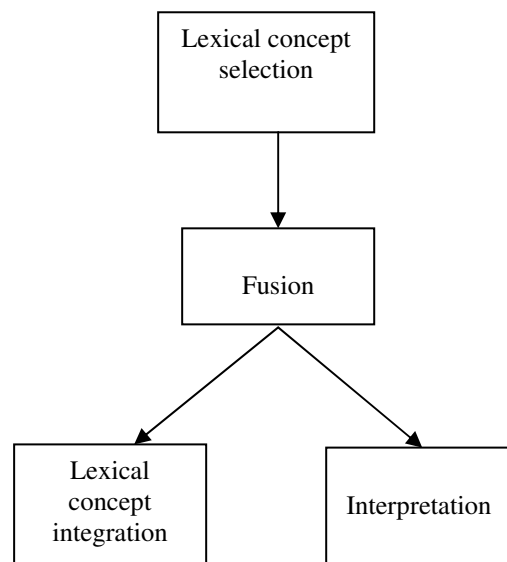 Lexical concept
selection
Fusion
Lexical
concept
integration
Interpretation